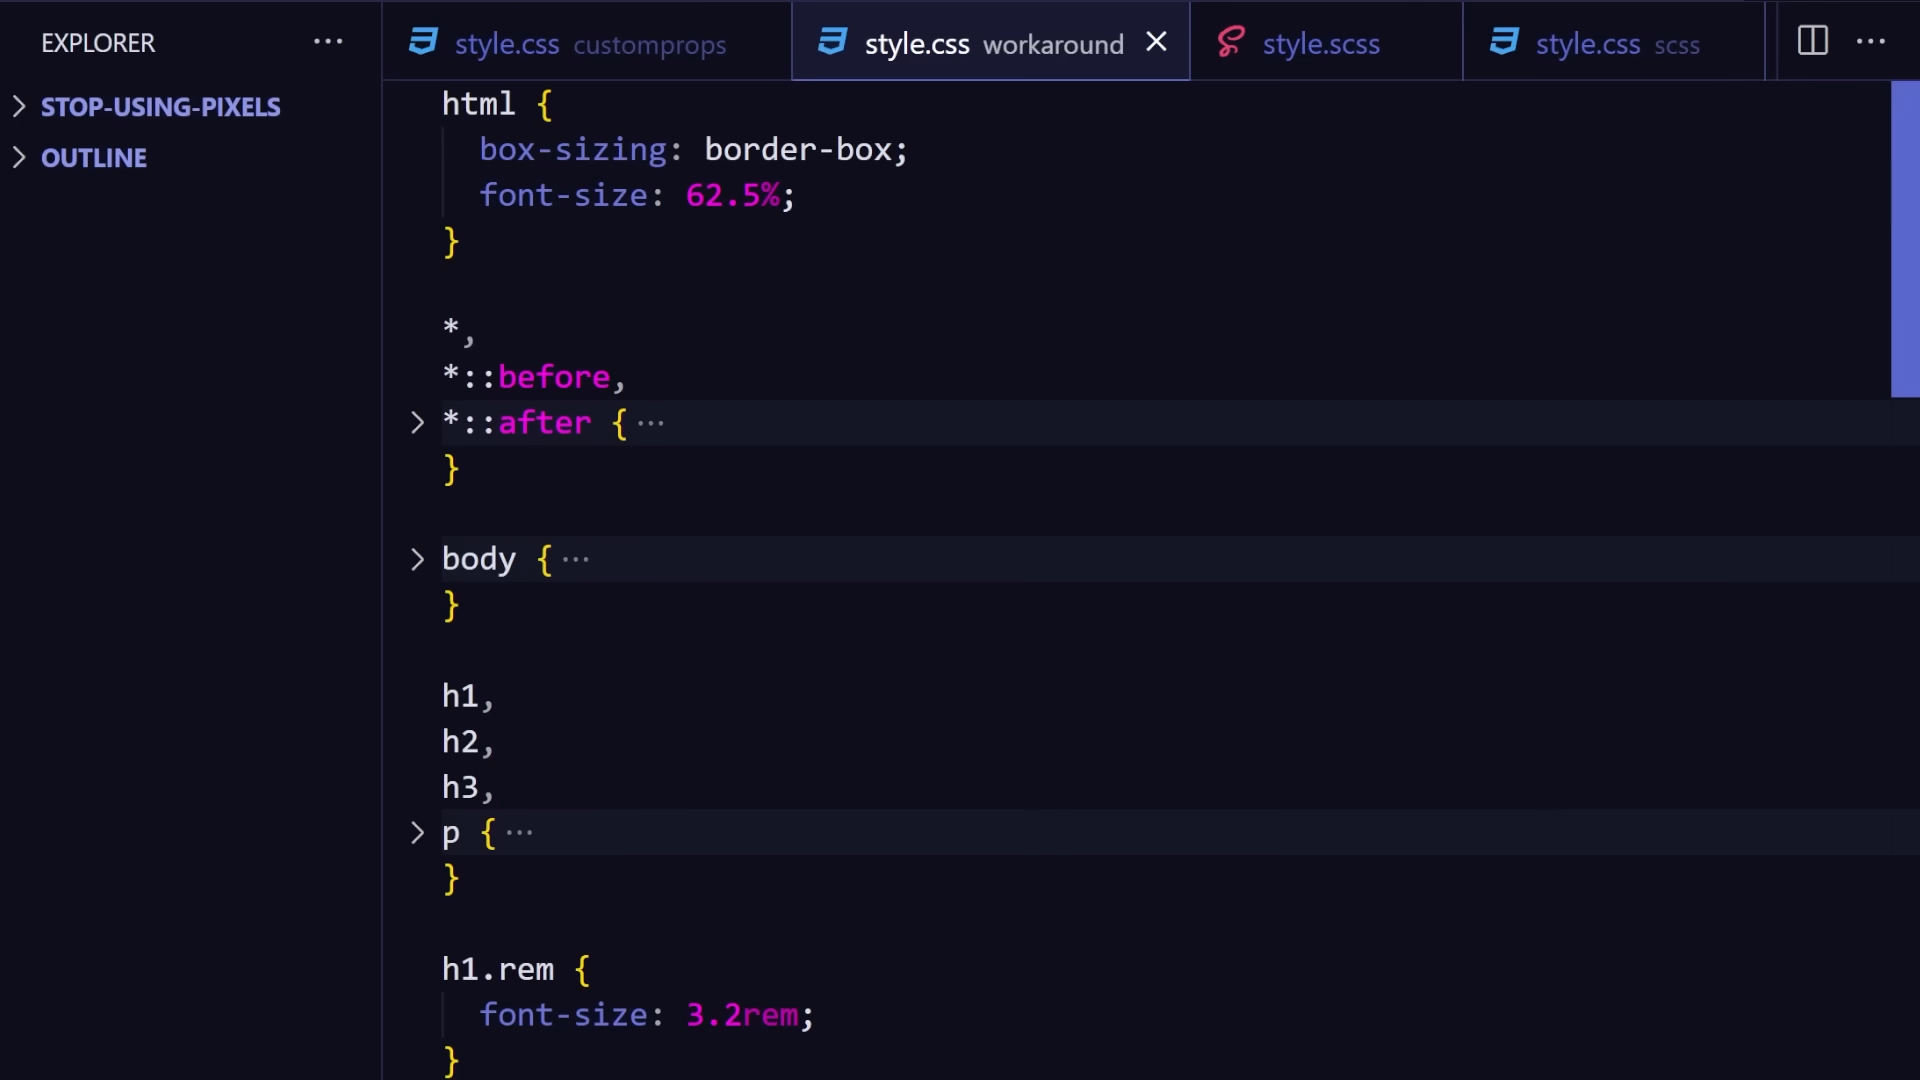 EXPLORER ···
STOP-USING-PIXELS
OUTLINE
style.css customprops
style.css workaround
style.scss
style.css scss
html {
box-sizing: border-box;
font-size: 62.5%;
}
*,
*::before,
*::after { ···
}
body { ···
}
h1,
h2,
h3,
p { ···
}
h1.rem {
font-size: 3.2rem;
}